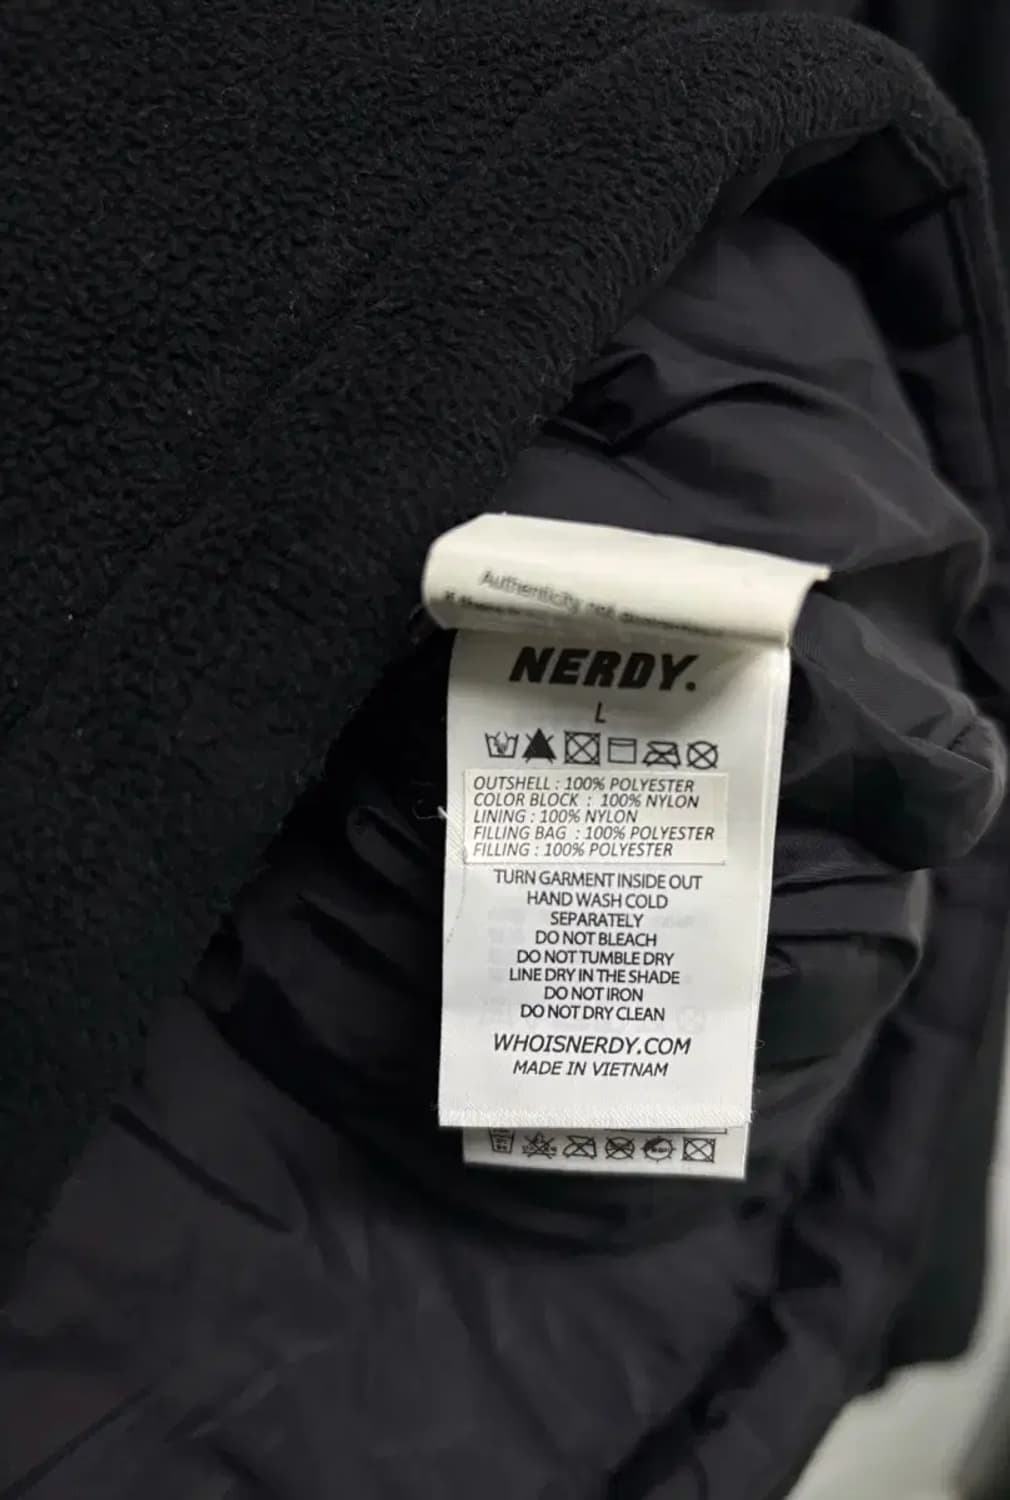 Authenticity not
NERDY.
L
OUTSHELL : 100% POLYESTER
COLOR BLOCK : 100% NYLON
LINING : 100% NYLON
FILLING BAG : 100% POLYESTER
FILLING : 100% POLYESTER
TURN GARMENT INSIDE OUT
HAND WASH COLD
SEPARATELY
DO NOT BLEACH
DO NOT TUMBLE DRY
LINE DRY IN THE SHADE
DO NOT IRON
DO NOT DRY CLEAN
WHOISNERDY.COM
MADE IN VIETNAM